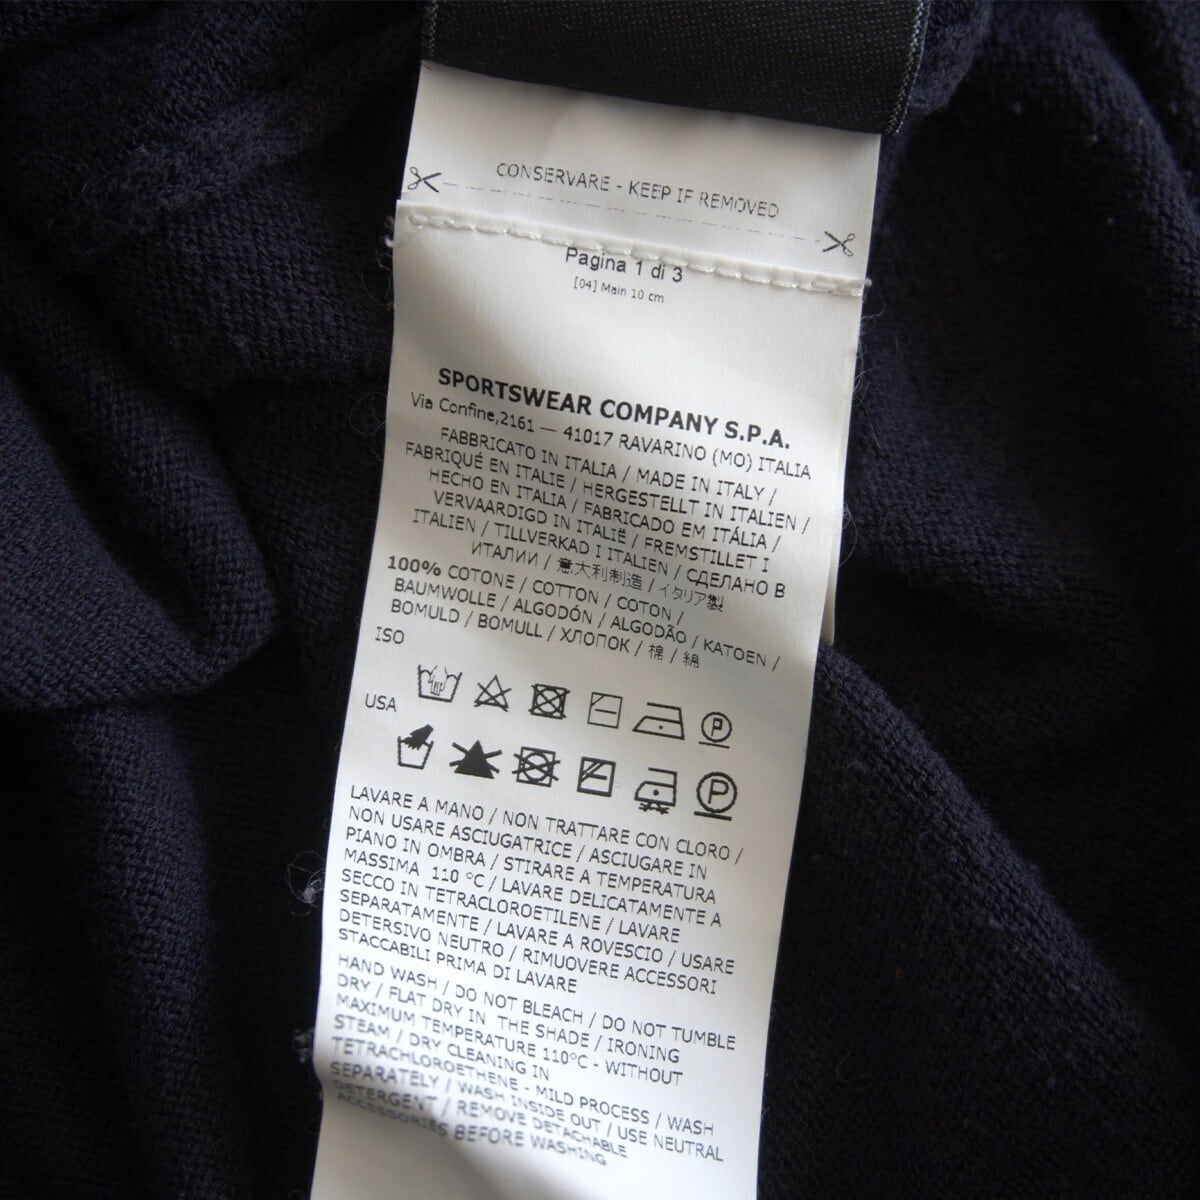 CONSERVARE - KEEP IF REMOVED
Pagina 1 di 3
[04] Main 10 cm
SPORTSWEAR COMPANY S.P.A.
Via Confine,2161 — 41017 RAVARINO (MO) ITALIA
FABBRICATO IN ITALIA / MADE IN ITALY /
FABRIQUÉ EN ITALIE / HERGESTELLT IN ITALIEN /
HECHO EN ITALIA / FABRICADO EM ITÁLIA /
VERVAARDIGD IN ITALIË / FREMSTILLET I
ITALIEN / TILLVERKAD I ITALIEN / СДЕЛАНО В
ИТАЛИИ / 意大利制造 / イタリア製
100% COTONE / COTTON / COTON /
BAUMWOLLE / ALGODÓN / ALGODÃO / KATOEN /
BOMULD / BOMULL / ХЛОПОК / 棉 / 綿
ISO
P
USA
P
LAVARE A MANO / NON TRATTARE CON CLORO /
NON USARE ASCIUGATRICE / ASCIUGARE IN
PIANO IN OMBRA / STIRARE A TEMPERATURA
MASSIMA 110 °C / LAVARE DELICATAMENTE A
SECCO IN TETRACLOROETILENE / LAVARE
SEPARATAMENTE / LAVARE A ROVESCIO / USARE
DETERSIVO NEUTRO / RIMUOVERE ACCESSORI
STACCABILI PRIMA DI LAVARE
HAND WASH / DO NOT BLEACH / DO NOT TUMBLE
DRY / FLAT DRY IN THE SHADE / IRONING
MAXIMUM TEMPERATURE 110°C - WITHOUT
STEAM / DRY CLEANING IN
TETRACHLOROETHENE - MILD PROCESS / WASH
SEPARATELY / WASH INSIDE OUT / USE NEUTRAL
DETERGENT / REMOVE DETACHABLE
ACCESSORIES BEFORE WASHING